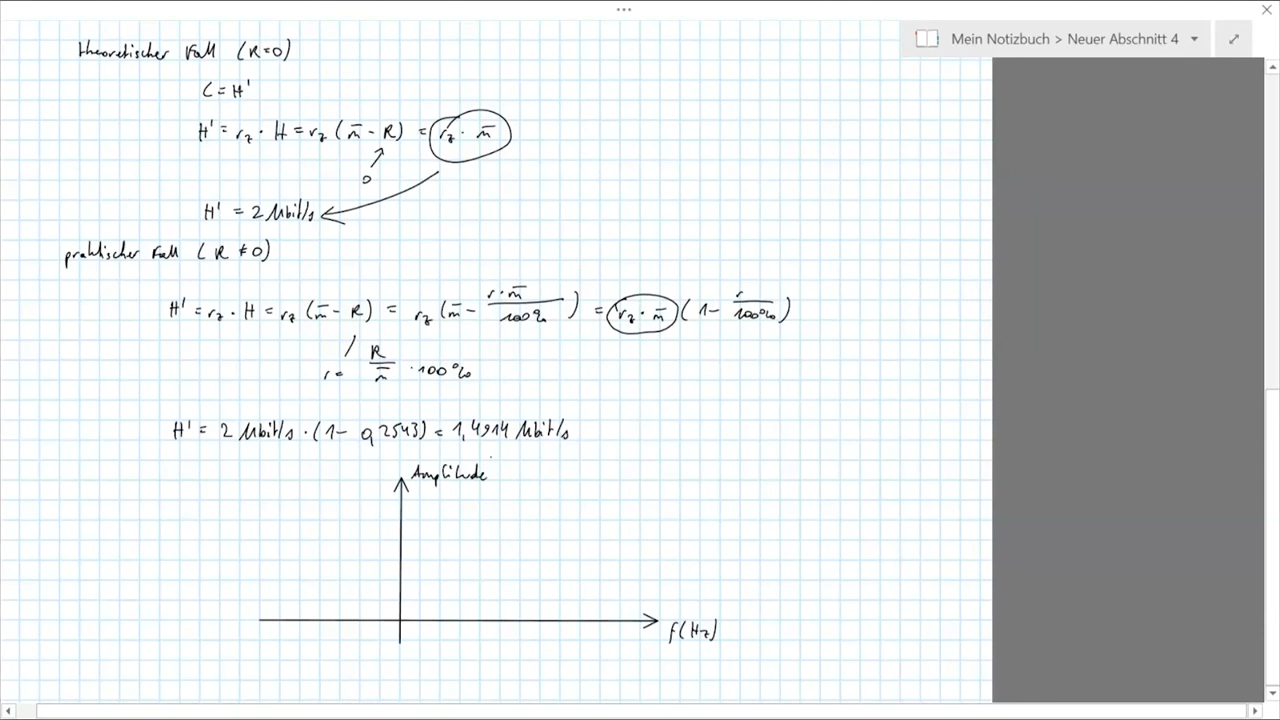 Mein Notizbuch > Neuer Abschnitt 4
theoretischer Fall (R=0)
C = H'
H' = r_z · H = r_z (m̄ - R) = r_z · m̄
0
H' = 2 Mbit/s
praktischer Fall (R ≠ 0)
H' = r_z · H = r_z (m̄ - R) = r_z (m̄ - r · m̄ / 100%) = r_z · m̄ (1 - r / 100%)
r = R / m̄ · 100%
H' = 2 Mbit/s · (1 - 0,2543) = 1,4914 Mbit/s
Amplitude
f(Hz)